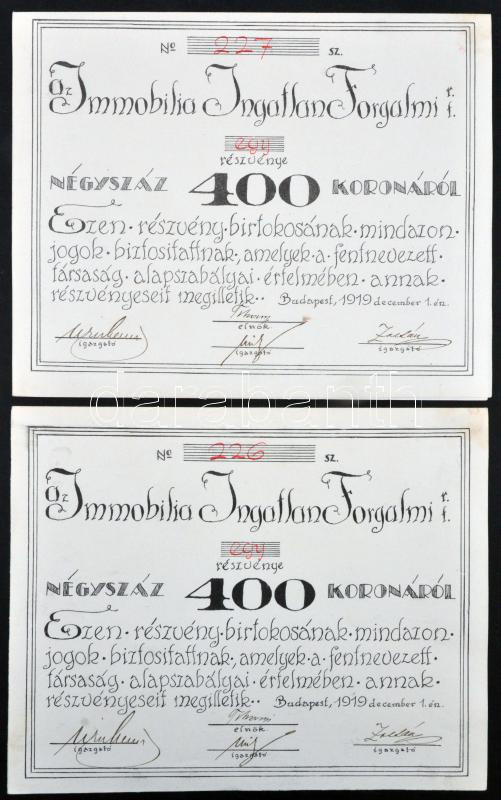 No 227 sz.
Az Immobilia Ingatlan Forgalmi r. t.
egy
részvénye
NÉGYSZÁZ 400 KORONÁRÓL
Ezen · részvény · birtokosának · mindazon ·
jogok · biztosittatnak, amelyek · a · fentnevezett ·
társaság · alapszabályai · értelmében · annak ·
részvényeseit megilletik · · Budapest, 1919 december 1.én.
elnök
igazgató igazgató igazgató
darabanth
No 226 sz.
Az Immobilia Ingatlan Forgalmi r. t.
egy
részvénye
NÉGYSZÁZ 400 KORONÁRÓL
Ezen · részvény · birtokosának · mindazon ·
jogok · biztosittatnak, amelyek · a · fentnevezett ·
társaság · alapszabályai · értelmében · annak ·
részvényeseit megilletik · · Budapest, 1919 december 1.én.
elnök
igazgató igazgató igazgató